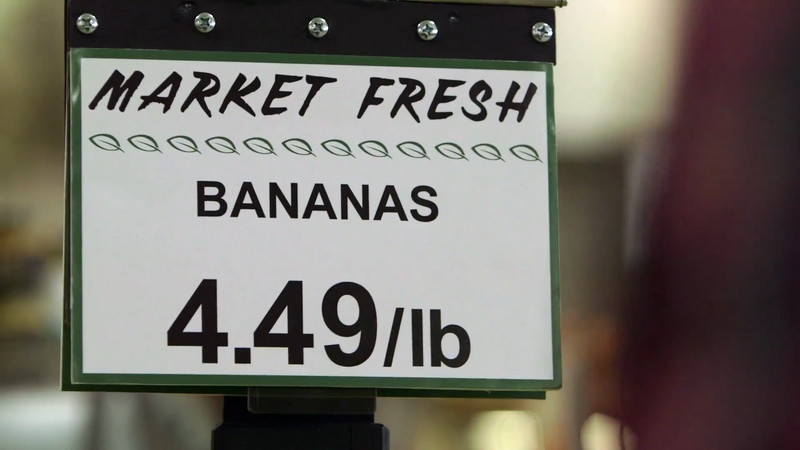 MARKET FRESH
BANANAS
4.49/lb